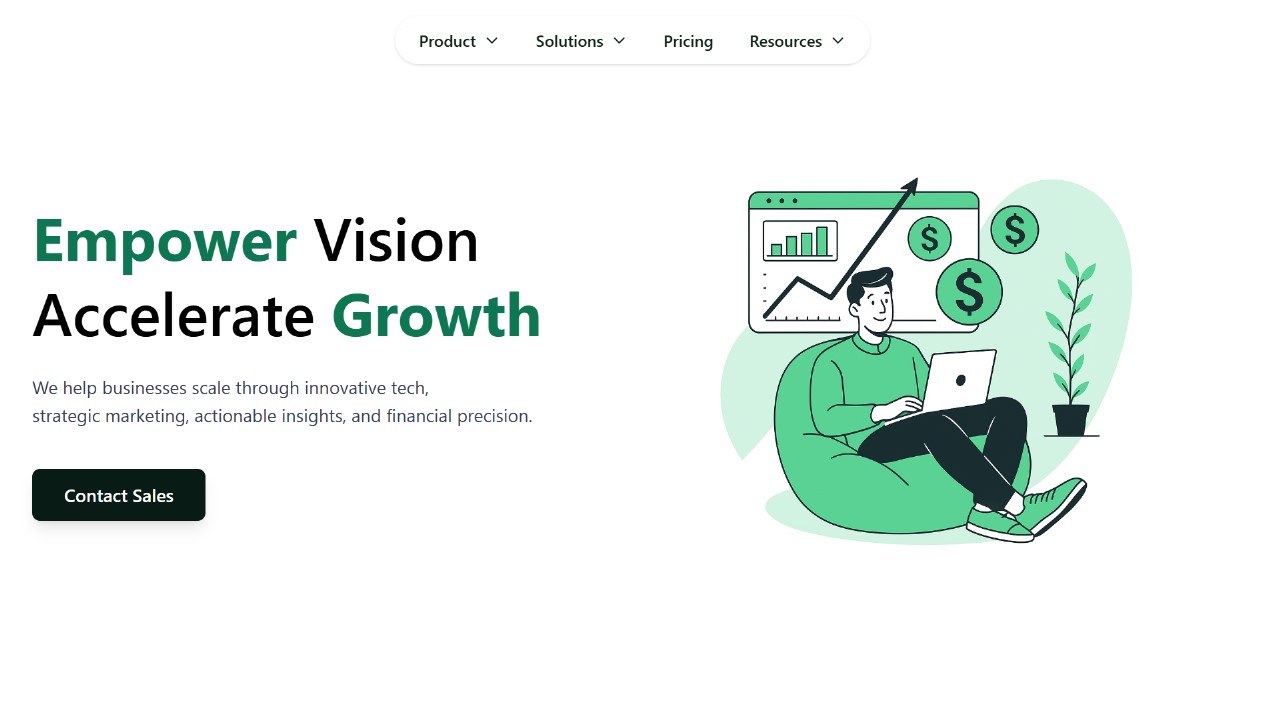 Product Solutions Pricing Resources
Empower Vision
Accelerate Growth
We help businesses scale through innovative tech,
strategic marketing, actionable insights, and financial precision.
Contact Sales
$
$
$